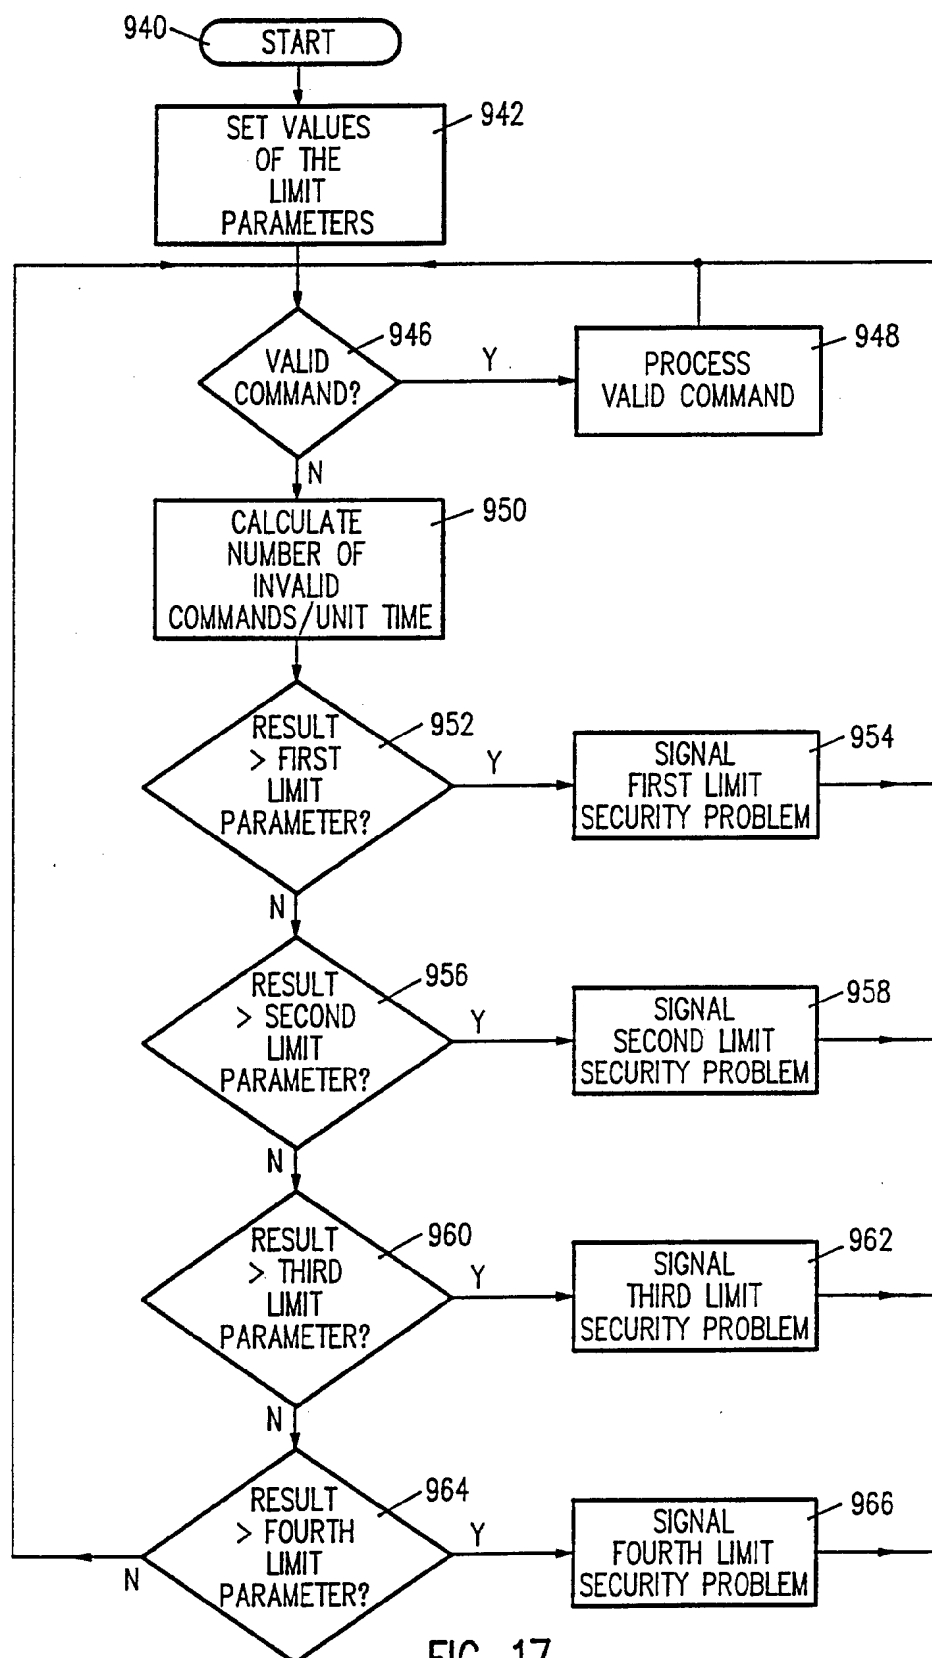 940
START
942
SET VALUES
OF THE
LIMIT
PARAMETERS
946
VALID
COMMAND?
Y
948
PROCESS
VALID COMMAND
N
950
CALCULATE
NUMBER OF
INVALID
COMMANDS/UNIT TIME
952
RESULT
> FIRST
LIMIT
PARAMETER?
Y
954
SIGNAL
FIRST LIMIT
SECURITY PROBLEM
N
956
RESULT
> SECOND
LIMIT
PARAMETER?
Y
958
SIGNAL
SECOND LIMIT
SECURITY PROBLEM
N
960
RESULT
> THIRD
LIMIT
PARAMETER?
Y
962
SIGNAL
THIRD LIMIT
SECURITY PROBLEM
N
964
RESULT
> FOURTH
LIMIT
PARAMETER?
Y
966
SIGNAL
FOURTH LIMIT
SECURITY PROBLEM
N
FIG. 17